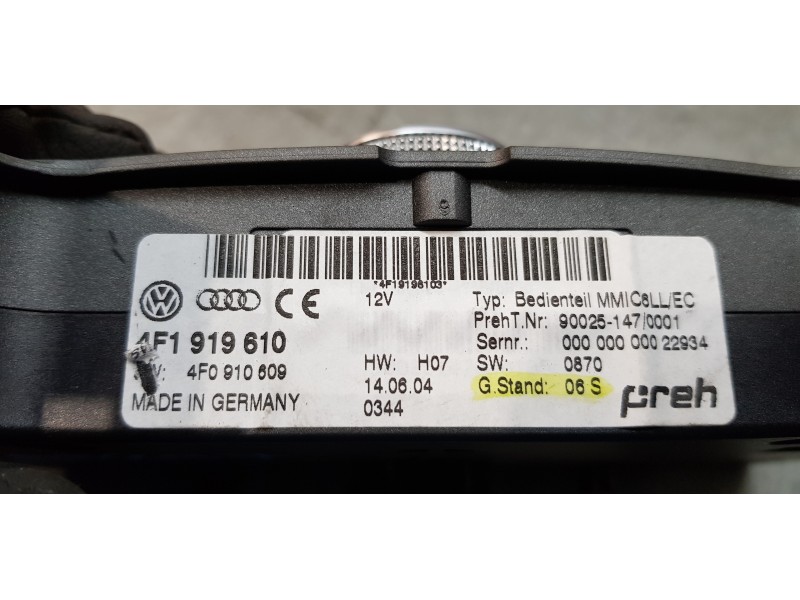 *4F19196103*
12V
Typ: Bedienteil MMIC6LL/EC
PrehT.Nr: 90025-147/0001
4F1 919 610
Sernr.: 000 000 000 22934
HW: H07
SW: 0870
4F0 910 609
14.06.04
G.Stand: 06 S
MADE IN GERMANY
0344
preh